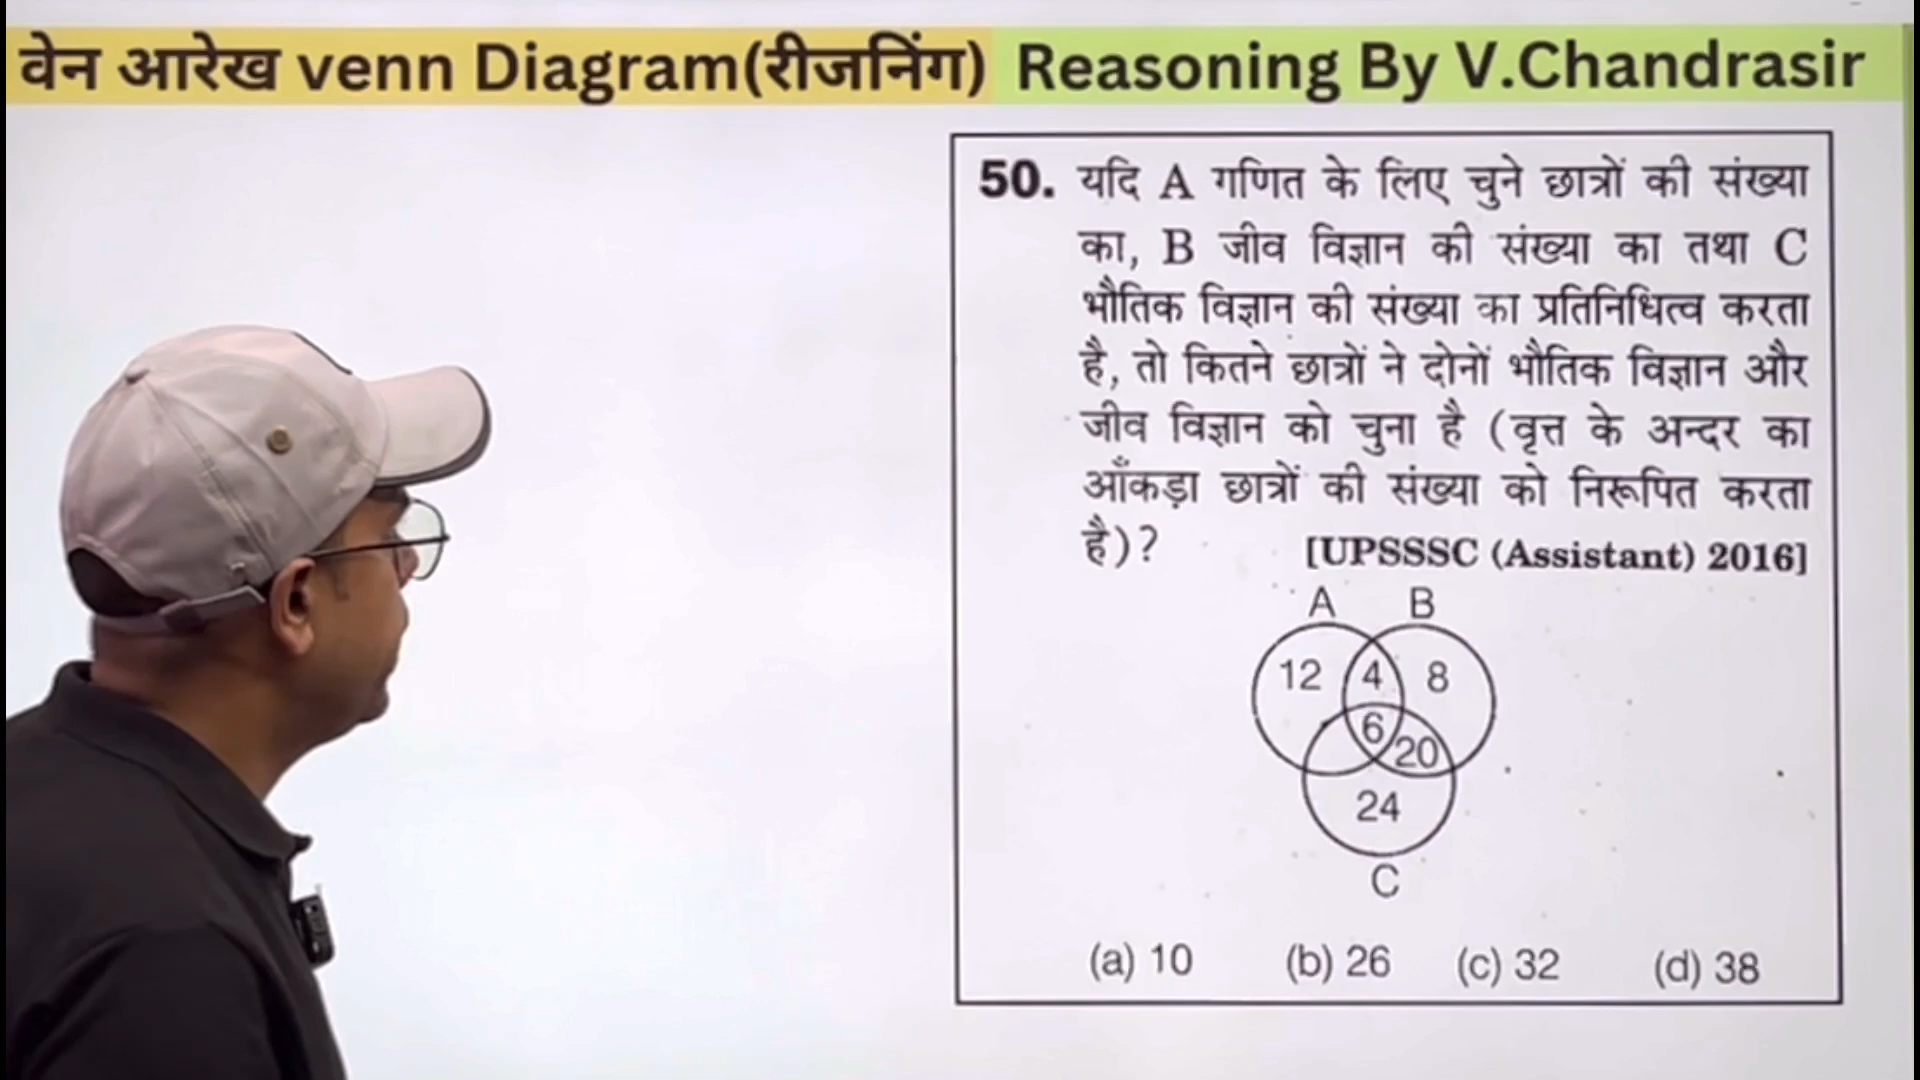 वेन आरेख venn Diagram(रीजनिंग) Reasoning By V.Chandrasir
50. यदि A गणित के लिए चुने छात्रों की संख्या
का, B जीव विज्ञान की संख्या का तथा C
भौतिक विज्ञान की संख्या का प्रतिनिधित्व करता
है, तो कितने छात्रों ने दोनों भौतिक विज्ञान और
जीव विज्ञान को चुना है (वृत्त के अन्दर का
आँकड़ा छात्रों की संख्या को निरूपित करता
है)? [UPSSSC (Assistant) 2016]
A B
12 4 8
6
20
24
C
(a) 10 (b) 26 (c) 32 (d) 38